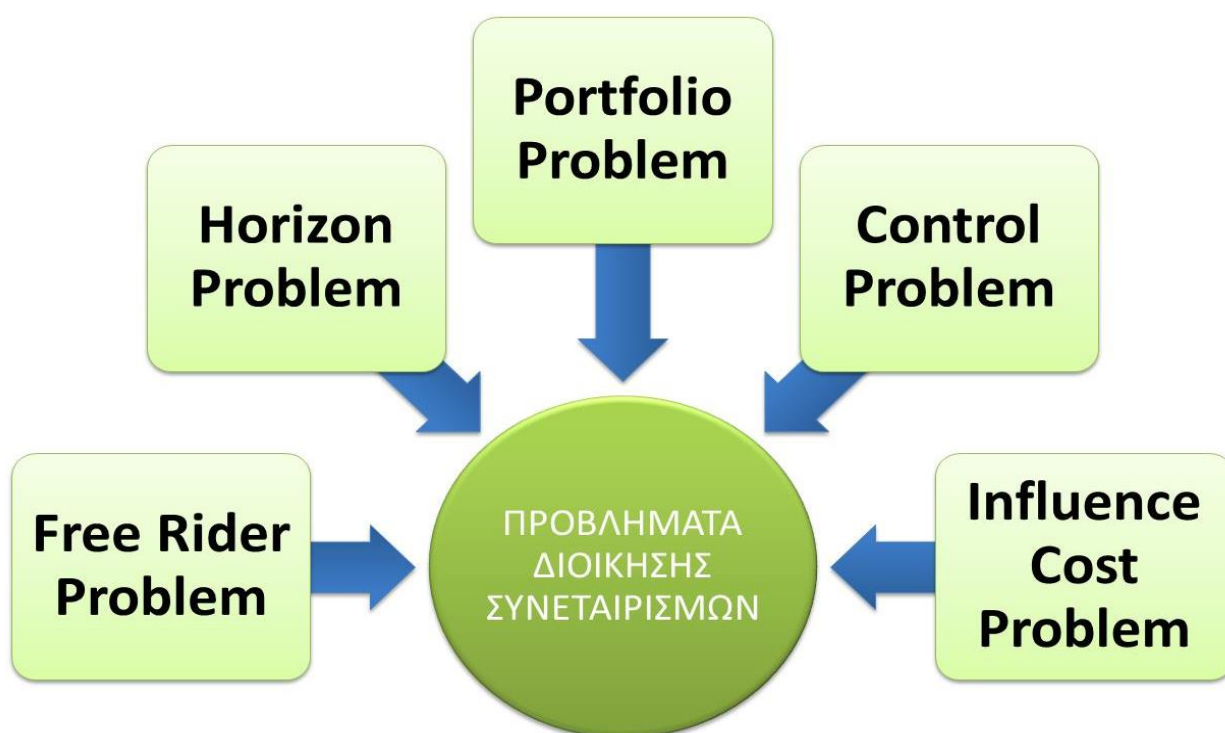 Free Rider
Problem
Horizon
Problem
Portfolio
Problem
Control
Problem
Influence
Cost
Problem
ΠΡΟΒΛΗΜΑΤΑ
ΔΙΟΙΚΗΣΗΣ
ΣΥΝΕΤΑΙΡΙΣΜΩΝ